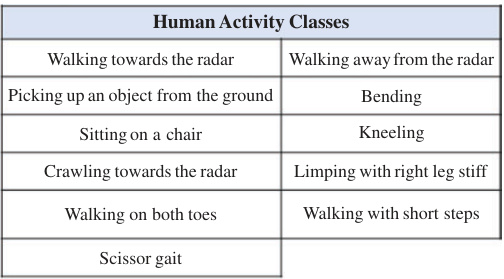 Human Activity Classes
Walking towards the radar
Walking away from the radar
Picking up an object from the ground
Bending
Sitting on a chair
Kneeling
Crawling towards the radar
Limping with right leg stiff
Walking on both toes
Walking with short steps
Scissor gait